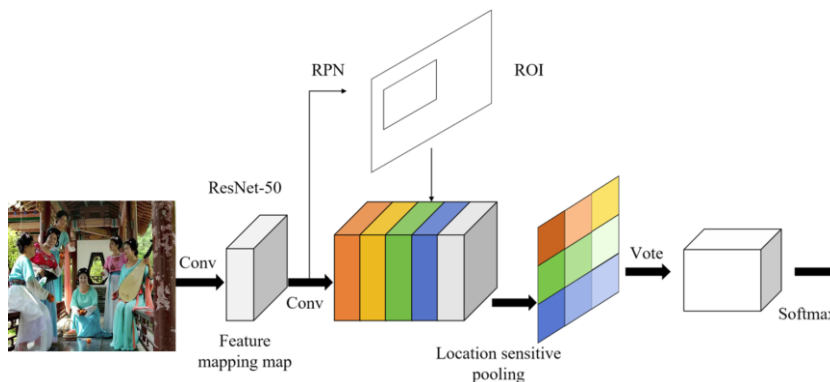 RPN
ROI
ResNet-50
Conv
Conv
Feature
mapping map
Location sensitive
pooling
Vote
Softmax